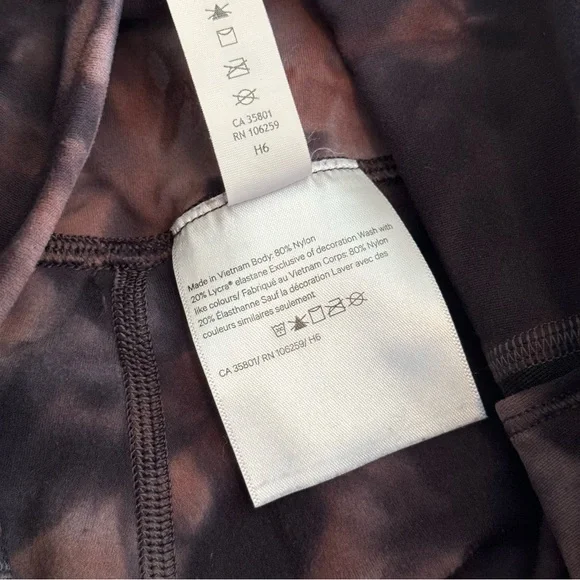 CA 35801
RN 106259
H6
Made in Vietnam Body: 80% Nylon
20% Lycra® elastane Exclusive of decoration Wash with
like colours/ Fabriqué au Vietnam Corps: 80% Nylon
20% Élasthenne Sauf la décoration Laver avec des
couleurs similaires seulement
CA 35801/ RN 106259/ H6